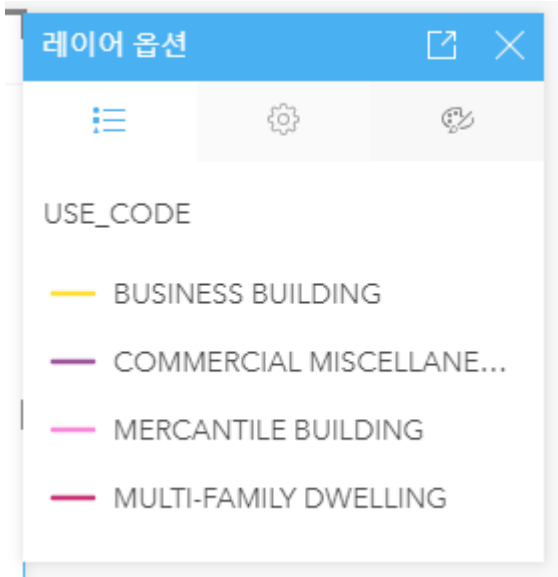 레이어 옵션
USE_CODE
BUSINESS BUILDING
COMMERCIAL MISCELLANE...
MERCANTILE BUILDING
MULTI-FAMILY DWELLING